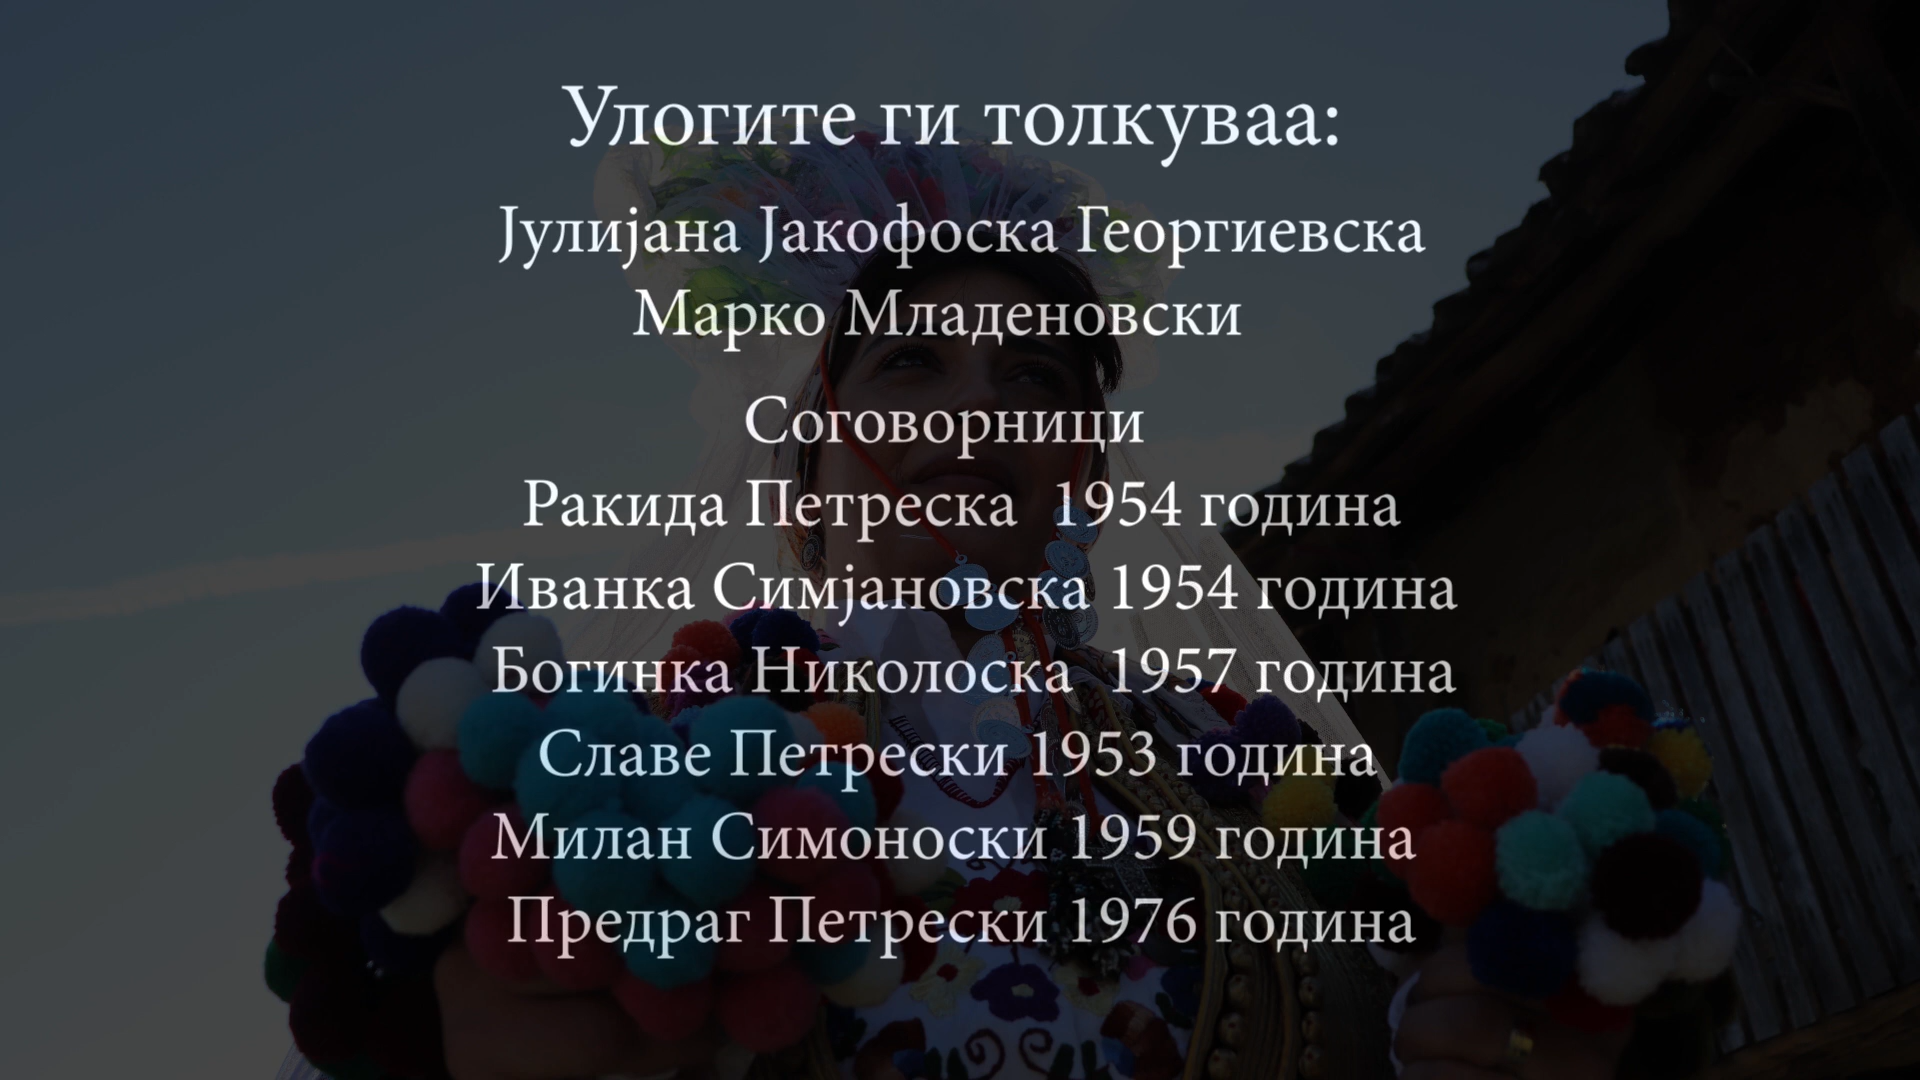 Улогите ги толкуваа:
Јулијана Јакофоска Георгиевска
Марко Младеновски
Соговорници
Ракида Петреска 1954 година
Иванка Симјановска 1954 година
Богинка Николоска 1957 година
Славе Петрески 1953 година
Милан Симоноски 1959 година
Предраг Петрески 1976 година